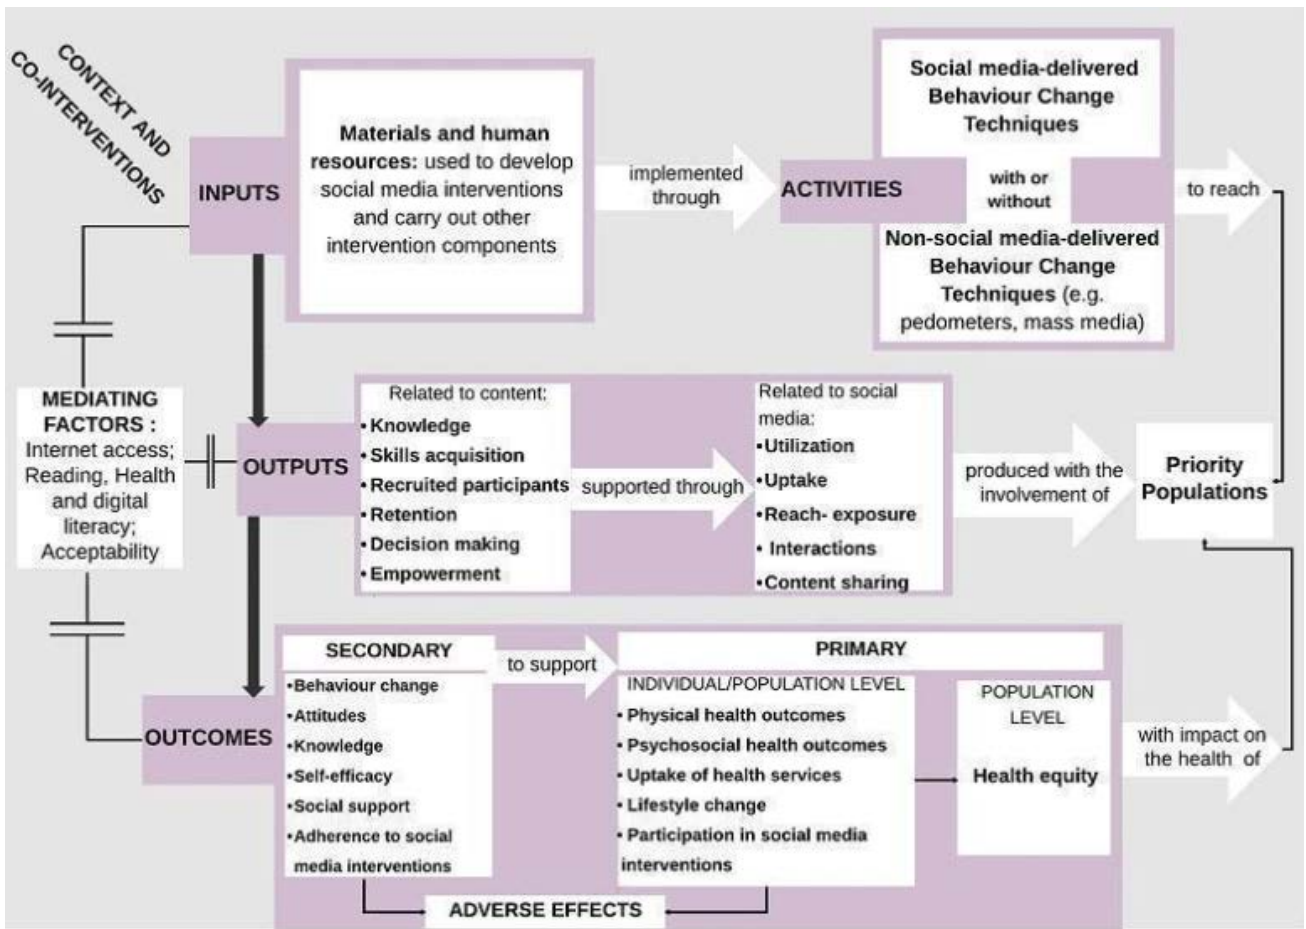 CONTEXT AND
CO-INTERVENTIONS
INPUTS
Materials and human
resources: used to develop
social media interventions
and carry out other
intervention components
implemented
through
ACTIVITIES
Social media-delivered
Behaviour Change
Techniques
with or
without
Non-social media-delivered
Behaviour Change
Techniques (e.g.
pedometers, mass media)
to reach
MEDIATING
FACTORS :
Internet access;
Reading, Health
and digital
literacy;
Acceptability
OUTPUTS
Related to content:
• Knowledge
• Skills acquisition
• Recruited participants
• Retention
• Decision making
• Empowerment
supported through
Related to social
media:
• Utilization
• Uptake
• Reach- exposure
• Interactions
• Content sharing
produced with the
involvement of
Priority
Populations
OUTCOMES
SECONDARY
• Behaviour change
• Attitudes
• Knowledge
• Self-efficacy
• Social support
• Adherence to social
media interventions
to support
PRIMARY
INDIVIDUAL/POPULATION LEVEL
• Physical health outcomes
• Psychosocial health outcomes
• Uptake of health services
• Lifestyle change
• Participation in social media
interventions
POPULATION
LEVEL
Health equity
with impact on
the health of
ADVERSE EFFECTS